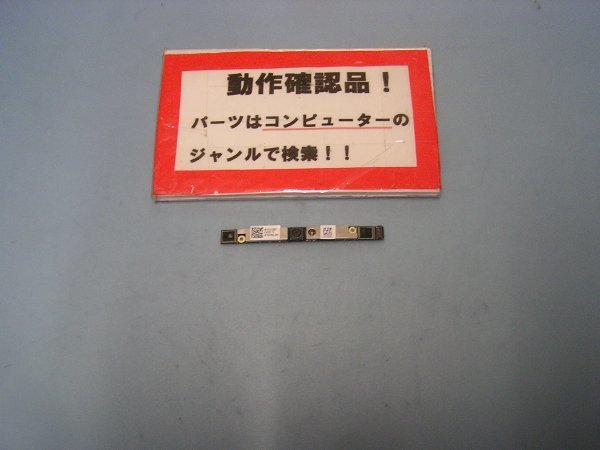 動作確認品！
パーツはコンピューターの
ジャンルで検索！！